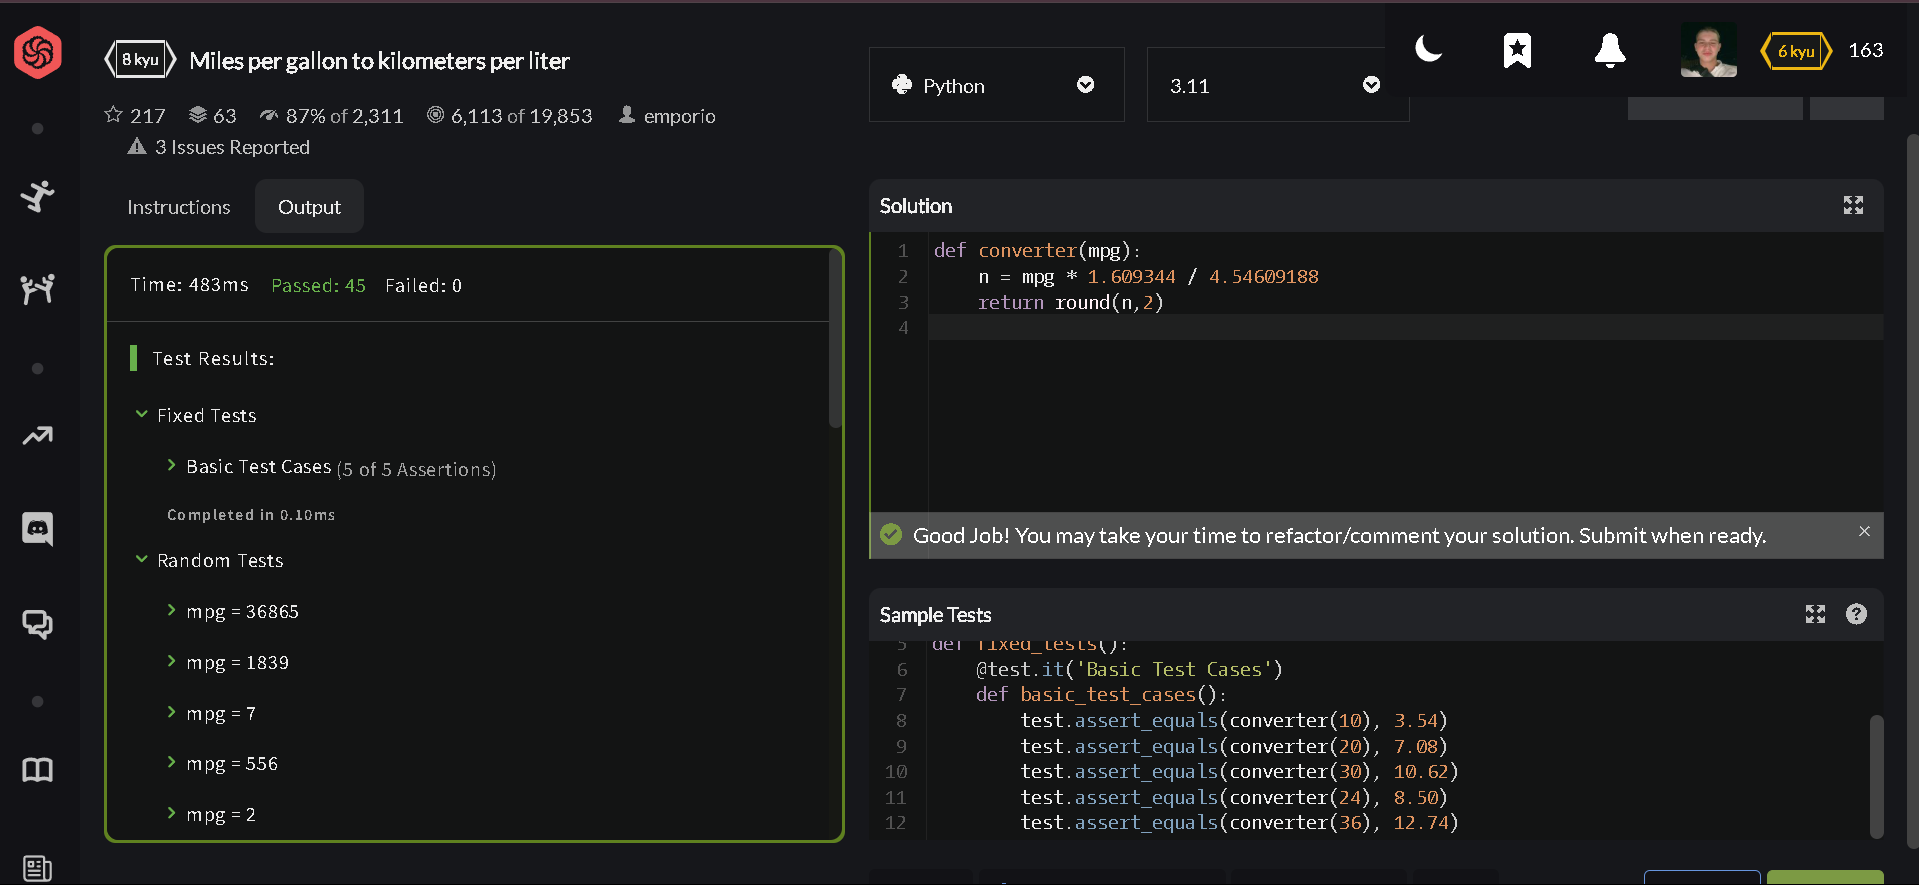 8 kyu Miles per gallon to kilometers per liter
217 63 87% of 2,311 6,113 of 19,853 emporio
3 Issues Reported
Python 3.11
6 kyu 163
Instructions Output
Time: 483ms Passed: 45 Failed: 0
Test Results:
Fixed Tests
Basic Test Cases (5 of 5 Assertions)
Completed in 0.10ms
Random Tests
mpg = 36865
mpg = 1839
mpg = 7
mpg = 556
mpg = 2
Solution
1 def converter(mpg):
2 n = mpg * 1.609344 / 4.54609188
3 return round(n,2)
4
Good Job! You may take your time to refactor/comment your solution. Submit when ready.
Sample Tests
5 def fixed_tests():
6 @test.it('Basic Test Cases')
7 def basic_test_cases():
8 test.assert_equals(converter(10), 3.54)
9 test.assert_equals(converter(20), 7.08)
10 test.assert_equals(converter(30), 10.62)
11 test.assert_equals(converter(24), 8.50)
12 test.assert_equals(converter(36), 12.74)